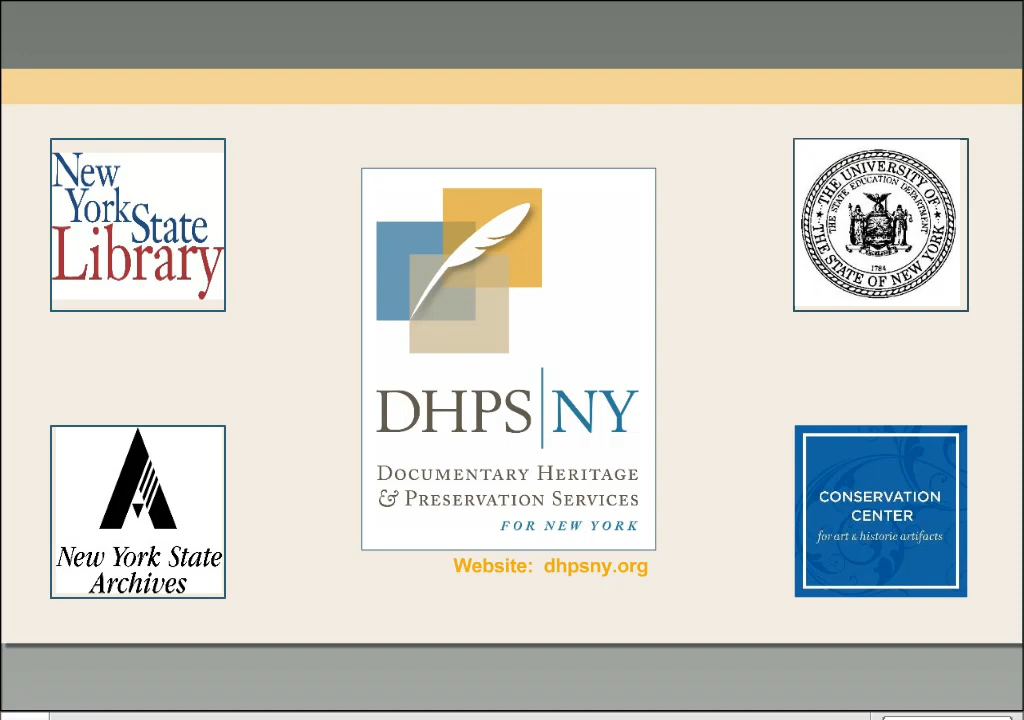 New
York State
Library
DHPS|NY
DOCUMENTARY HERITAGE
& PRESERVATION SERVICES
FOR NEW YORK
Website: dhpsny.org
THE UNIVERSITY OF
THE STATE OF NEW YORK
THE STATE EDUCATION DEPARTMENT
1784
New York State
Archives
CONSERVATION
CENTER
for art & historic artifacts